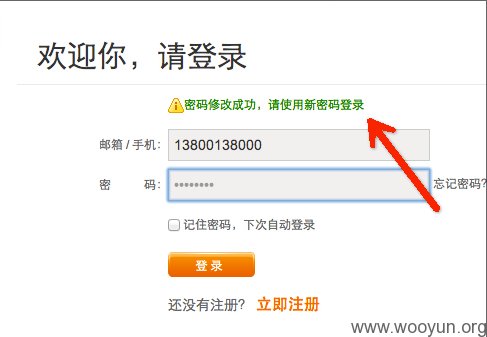 欢迎你，请登录
密码修改成功，请使用新密码登录
邮箱 / 手机： 13800138000
密 码： •••••••• 忘记密码?
记住密码，下次自动登录
登 录
还没有注册? 立即注册
www.wooyun.org